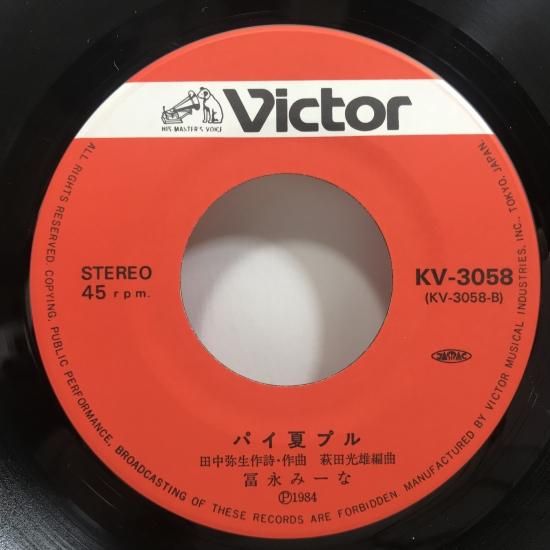 HIS MASTER'S VOICE
Victor
STEREO
45 rpm.
KV-3058
(KV-3058-B)
JASRAC
パイ夏プル
田中弥生作詩・作曲 萩田光雄編曲
冨永みーな
Ⓟ1984
ALL RIGHTS RESERVED. COPYING, PUBLIC PERFORMANCE, BROADCASTING OF THESE RECORDS ARE FORBIDDEN. MANUFACTURED BY VICTOR MUSICAL INDUSTRIES, INC., TOKYO, JAPAN.